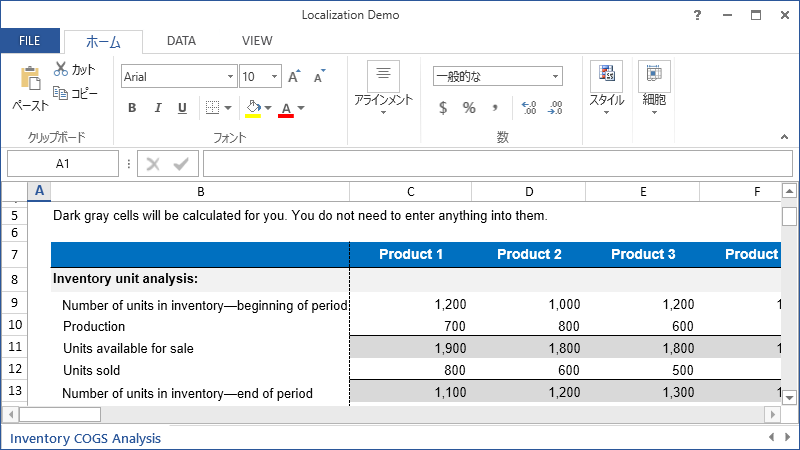 Localization Demo
?
FILE ホーム DATA VIEW
ペースト カット コピー
Arial 10 A A
B I U A
アラインメント
一般的な
$ % , ←.0 .00 .00 →.0
スタイル 細胞
クリップボード フォント 数
A1
A B C D E F
5 Dark gray cells will be calculated for you. You do not need to enter anything into them.
6
7 Product 1 Product 2 Product 3 Product
8 Inventory unit analysis:
9 Number of units in inventory—beginning of period 1,200 1,000 1,200 1
10 Production 700 800 600
11 Units available for sale 1,900 1,800 1,800 1
12 Units sold 800 600 500
13 Number of units in inventory—end of period 1,100 1,200 1,300 1
Inventory COGS Analysis